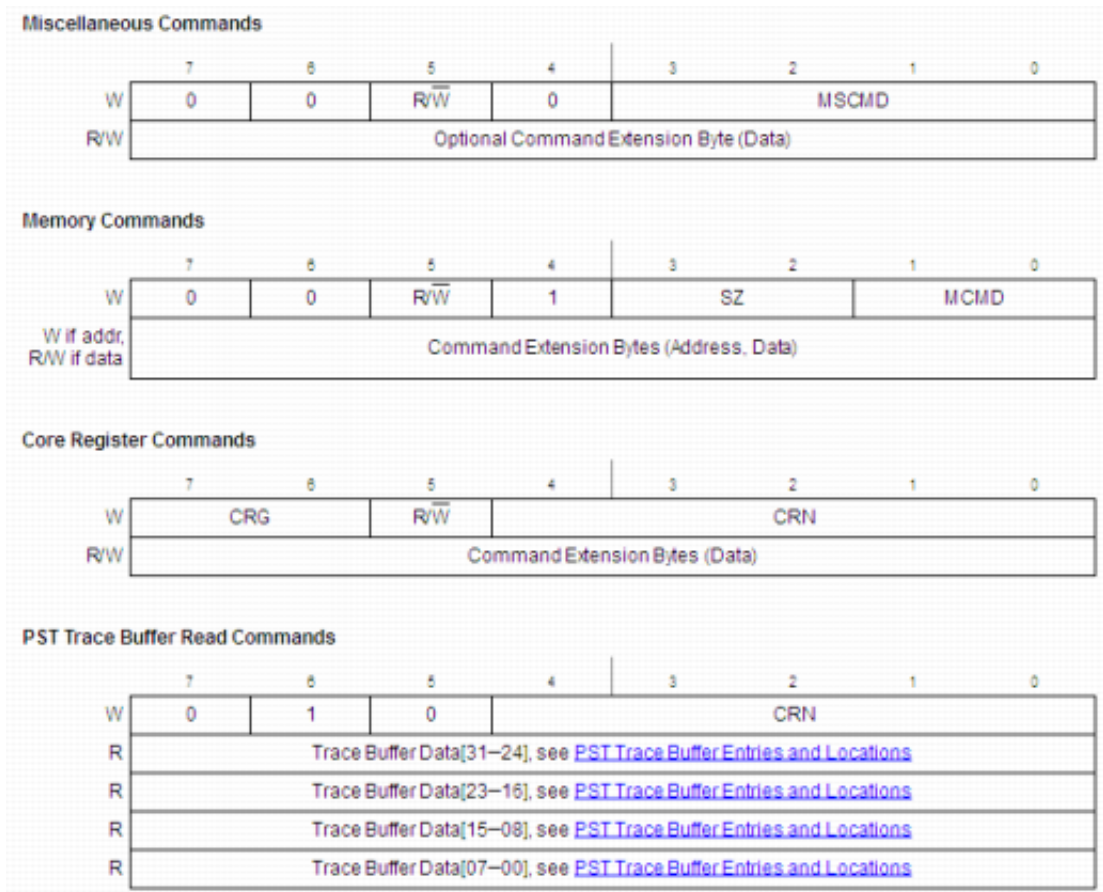 Miscellaneous Commands
7 6 5 4 3 2 1 0
W 0 0 R/W 0 MSCMD
R/W Optional Command Extension Byte (Data)
Memory Commands
7 6 5 4 3 2 1 0
W 0 0 R/W 1 SZ MCMD
W if addr,
R/W if data Command Extension Bytes (Address, Data)
Core Register Commands
7 6 5 4 3 2 1 0
W CRG R/W CRN
R/W Command Extension Bytes (Data)
PST Trace Buffer Read Commands
7 6 5 4 3 2 1 0
W 0 1 0 CRN
R Trace Buffer Data[31—24], see PST Trace Buffer Entries and Locations
R Trace Buffer Data[23—16], see PST Trace Buffer Entries and Locations
R Trace Buffer Data[15—08], see PST Trace Buffer Entries and Locations
R Trace Buffer Data[07—00], see PST Trace Buffer Entries and Locations